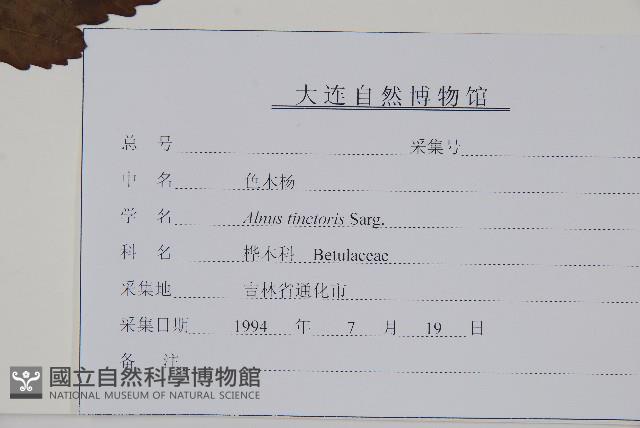 大连自然博物馆
总 号 采集号
中 名 色木杨
学 名 Alnus tinctoris Sarg.
科 名 桦木科 Betulaceae
采集地 吉林省通化市
采集日期 1994 年 7 月 19 日
备 注
國立自然科學博物館
NATIONAL MUSEUM OF NATURAL SCIENCE